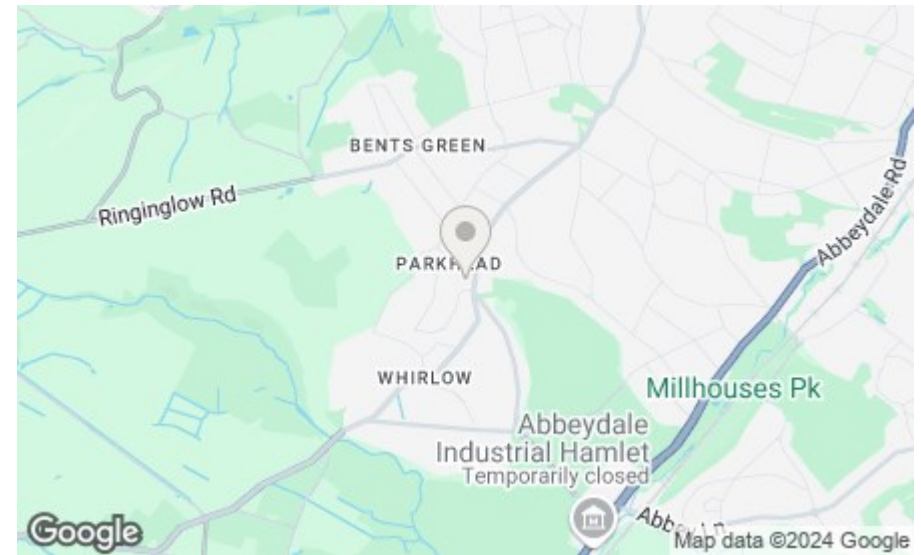 BENTS GREEN
Ringinglow Rd
Abbeydale Rd
PARKHEAD
WHIRLOW
Millhouses Pk
Abbeydale
Industrial Hamlet
Temporarily closed
Google
Map data ©2024 Google